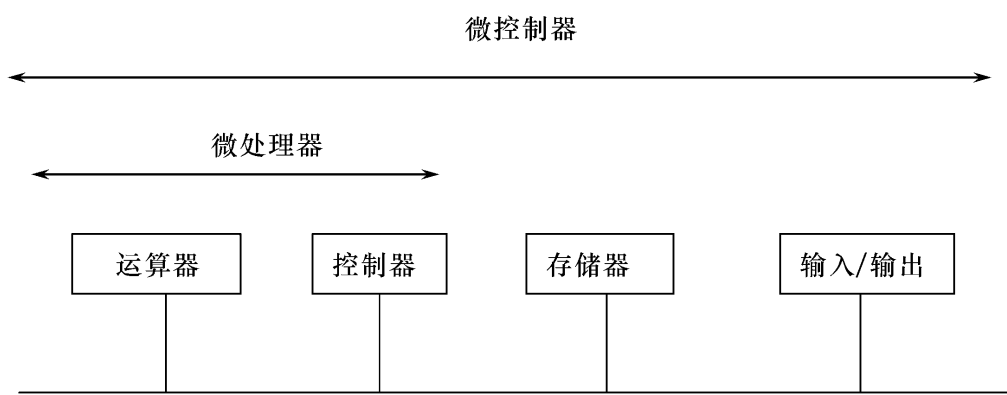 微控制器
微处理器
运算器
控制器
存储器
输入/输出